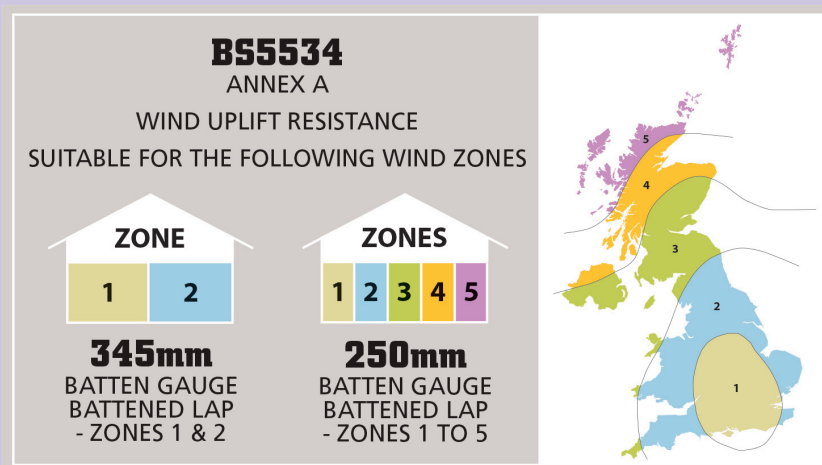 BS5534
ANNEX A
WIND UPLIFT RESISTANCE
SUITABLE FOR THE FOLLOWING WIND ZONES
ZONE
1 2
345mm
BATTEN GAUGE
BATTENED LAP
- ZONES 1 & 2
ZONES
1 2 3 4 5
250mm
BATTEN GAUGE
BATTENED LAP
- ZONES 1 TO 5
5
4
3
2
1